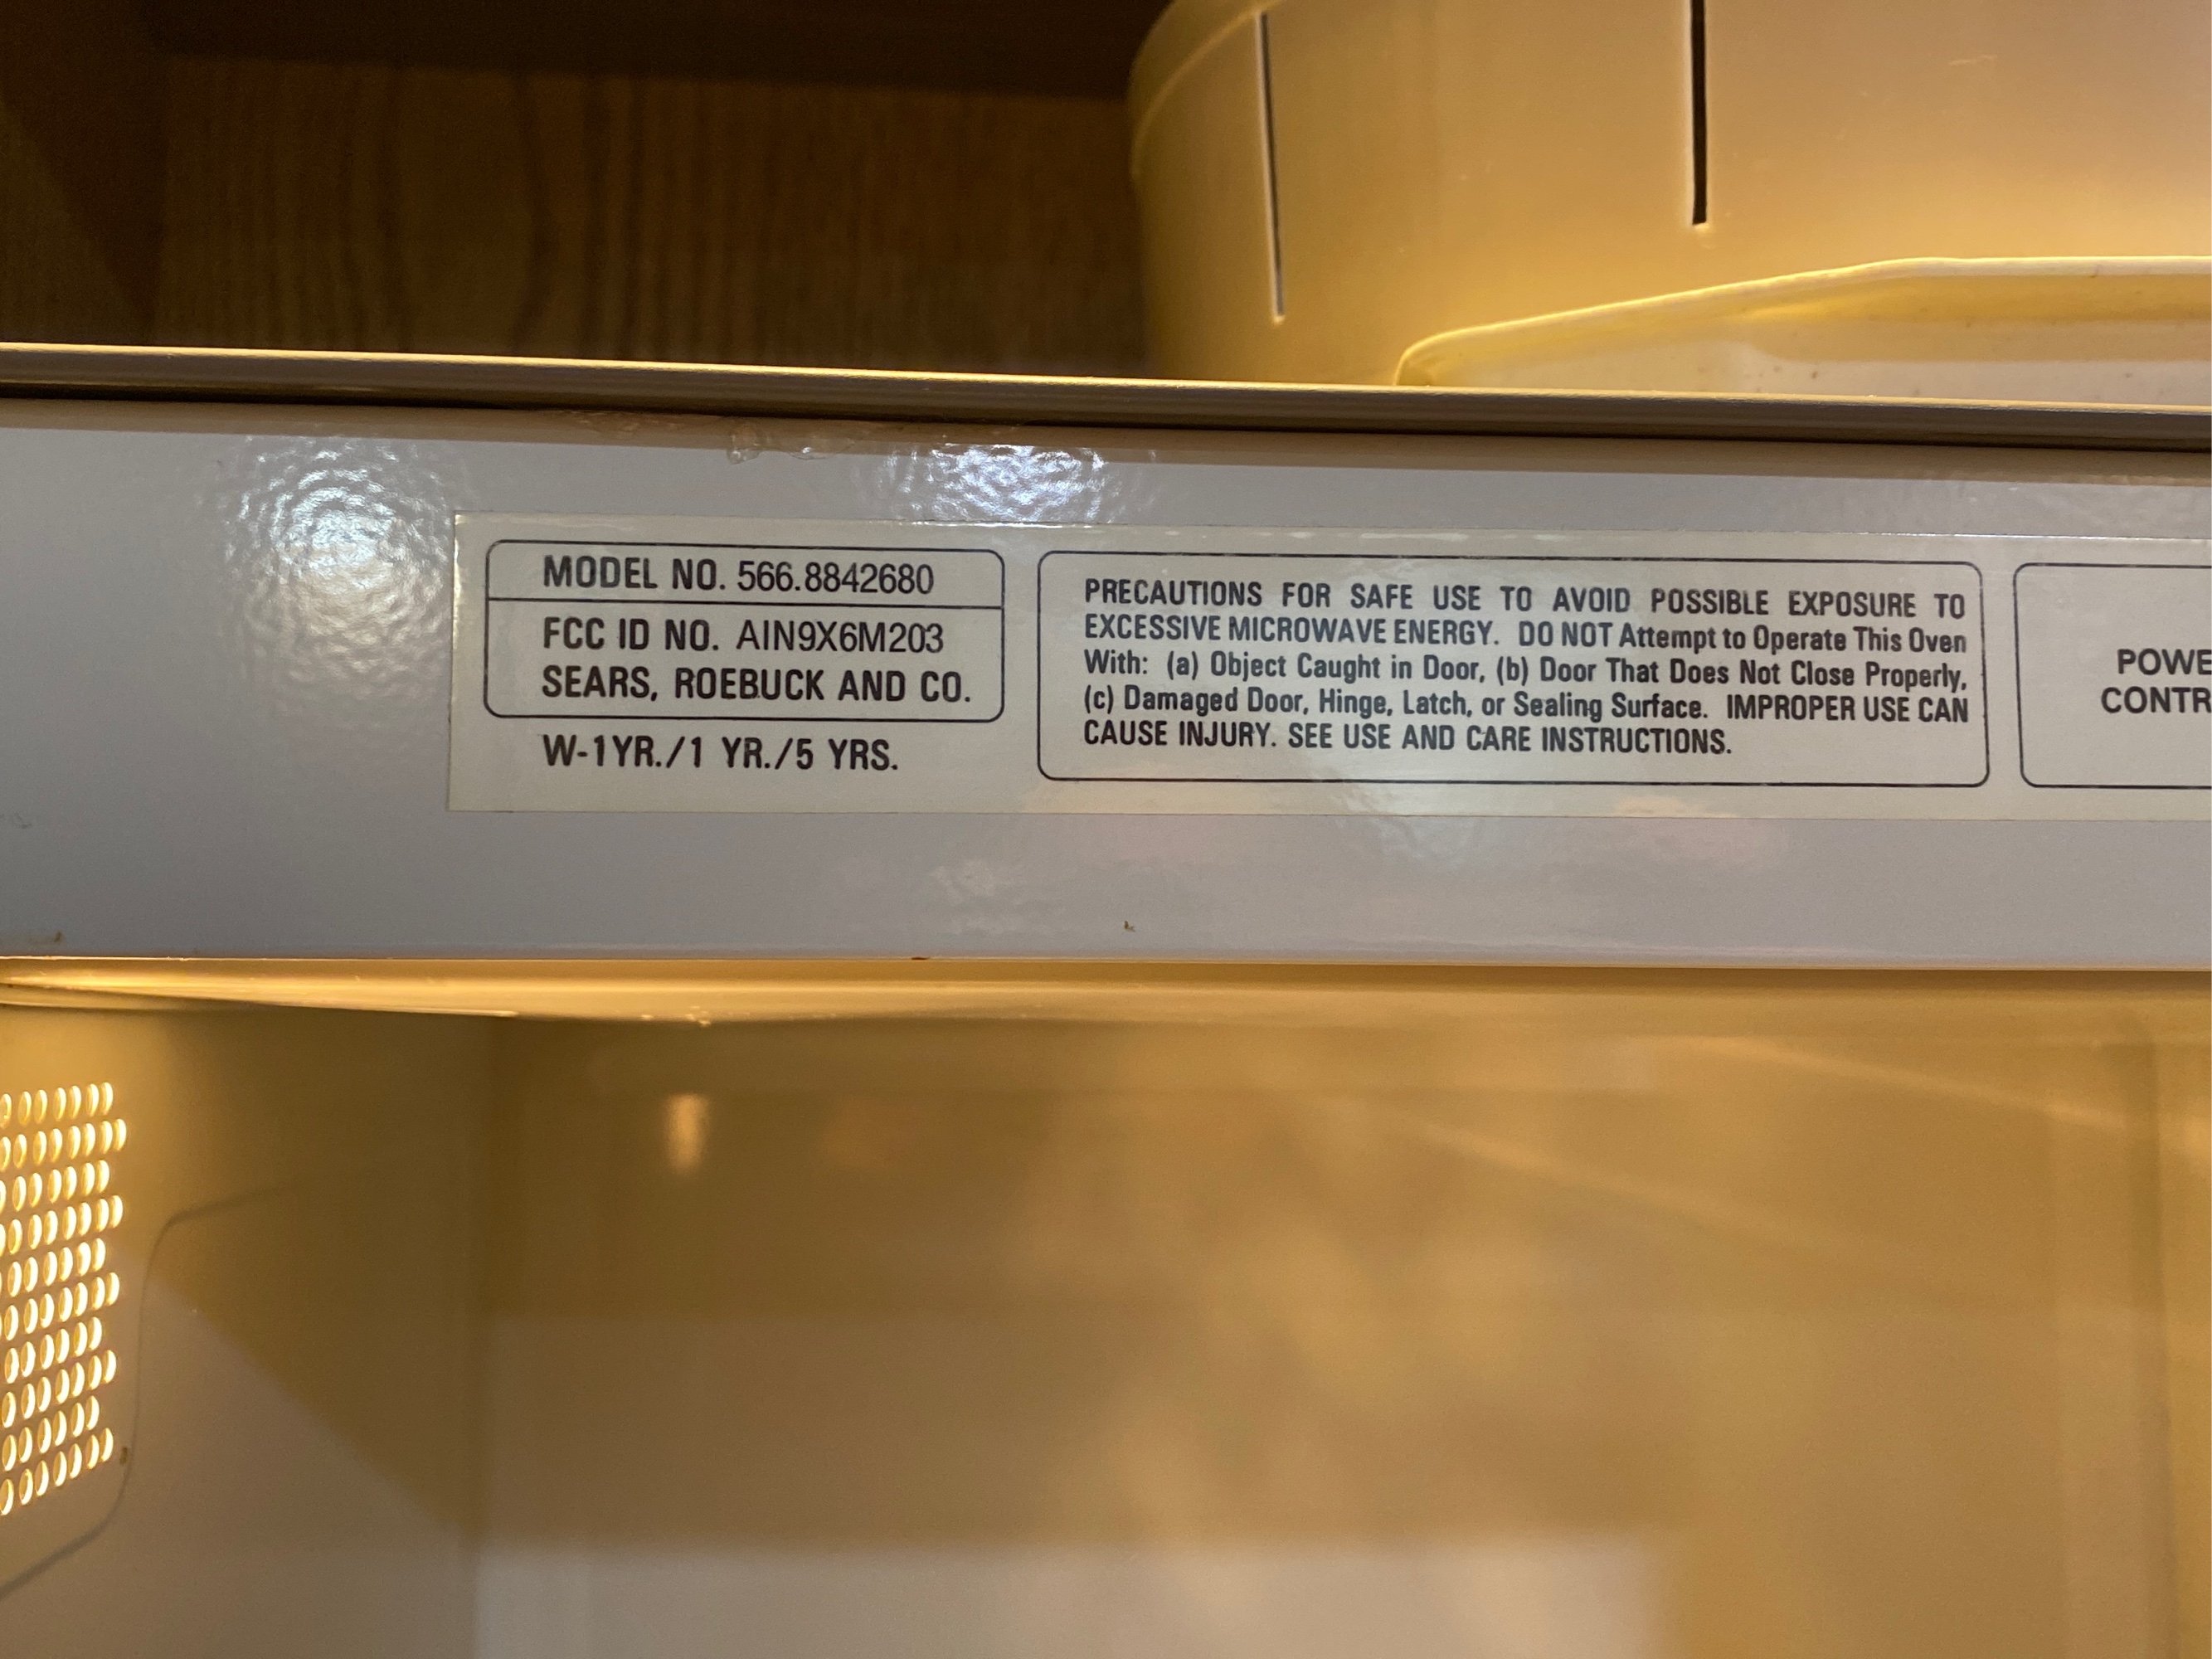 MODEL NO. 566.8842680
FCC ID NO. AIN9X6M203
SEARS, ROEBUCK AND CO.
W-1YR./1 YR./5 YRS.
PRECAUTIONS FOR SAFE USE TO AVOID POSSIBLE EXPOSURE TO
EXCESSIVE MICROWAVE ENERGY. DO NOT Attempt to Operate This Oven
With: (a) Object Caught in Door, (b) Door That Does Not Close Properly,
(c) Damaged Door, Hinge, Latch, or Sealing Surface. IMPROPER USE CAN
CAUSE INJURY. SEE USE AND CARE INSTRUCTIONS.
POWE
CONTR